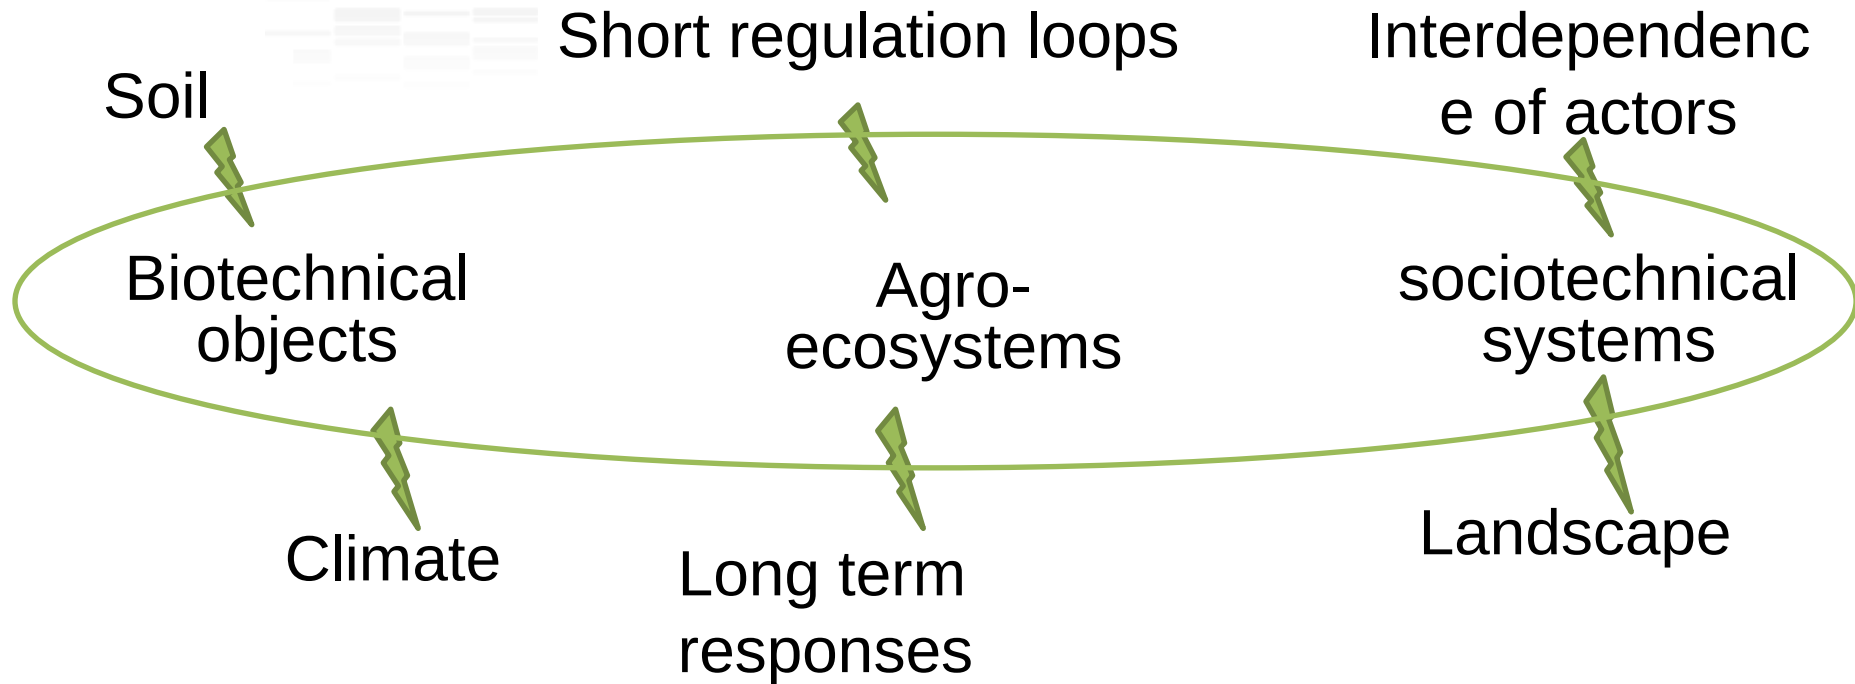 Short regulation loops
Interdependenc
e of actors
Soil
Biotechnical
objects
Agro-
ecosystems
sociotechnical
systems
Climate
Long term
responses
Landscape